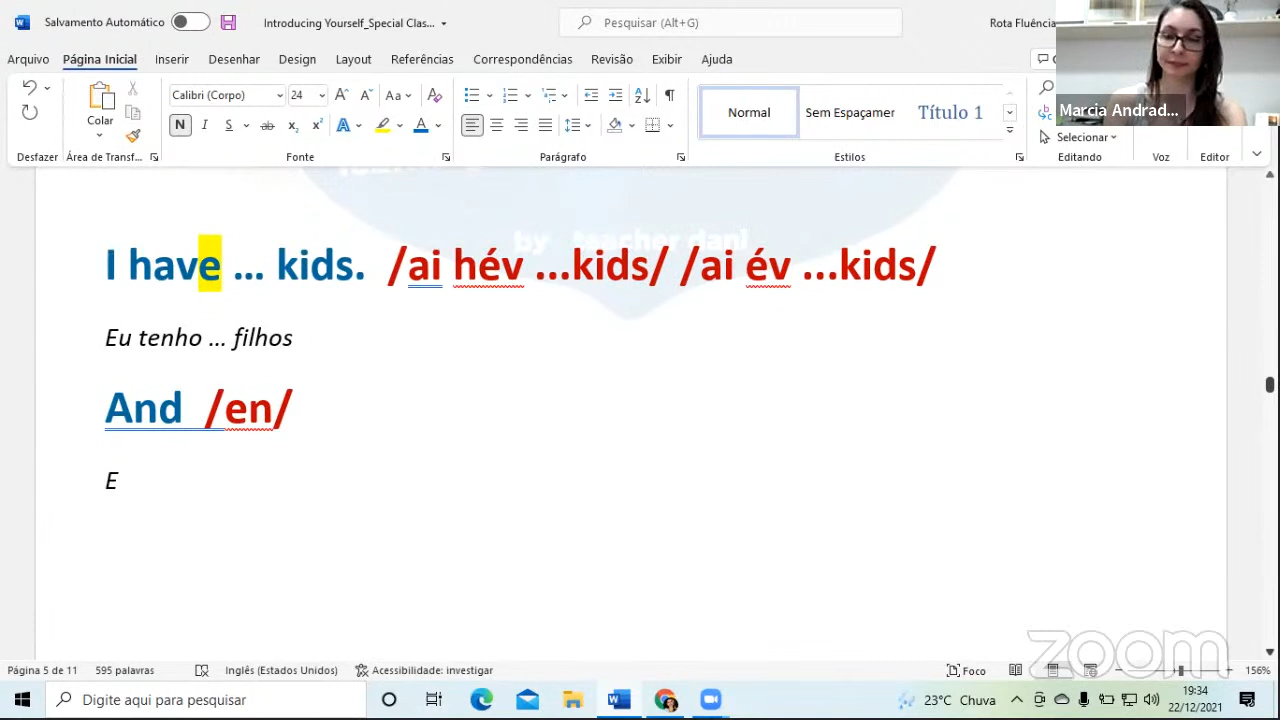 Salvamento Automático
Introducing Yourself_Special Clas...
Pesquisar (Alt+G)
Rota Fluência
Arquivo Página Inicial Inserir Desenhar Design Layout Referências Correspondências Revisão Exibir Ajuda
Marcia Andrad...
Colar
Calibri (Corpo) 24
Normal
Sem Espaçamer
Título 1
Selecionar
Desfazer Área de Transf... Fonte Parágrafo Estilos Editando Voz Editor
by teacher dani
I have ... kids. /ai hév ...kids/ /ai év ...kids/
Eu tenho ... filhos
And /en/
E
zoom
Página 5 de 11 595 palavras Inglês (Estados Unidos) Acessibilidade: investigar Foco 156%
Digite aqui para pesquisar
23°C Chuva
19:34
22/12/2021